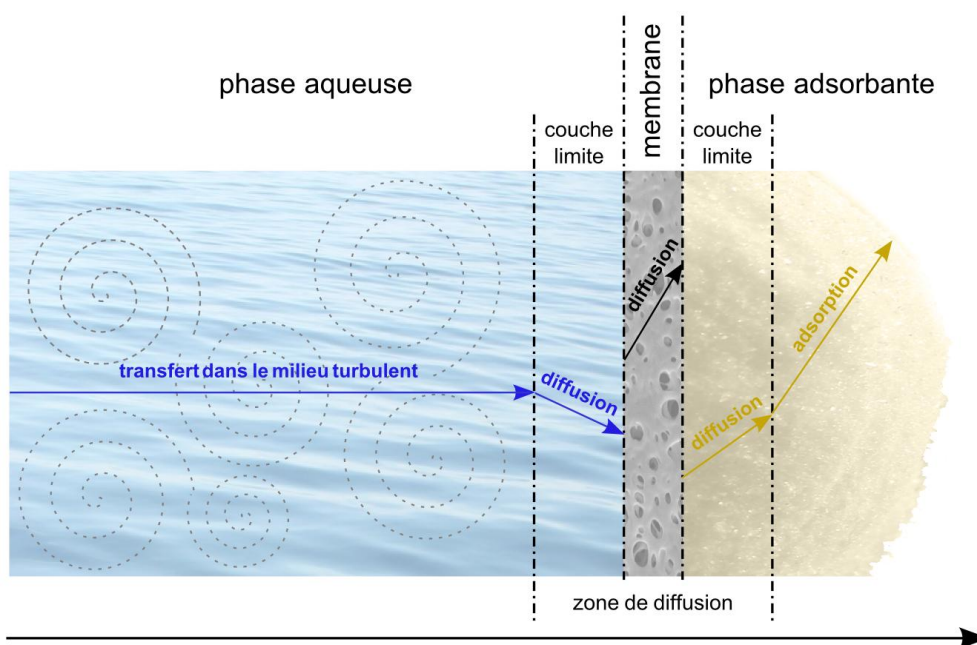 phase aqueuse
membrane
phase adsorbante
couche
limite
couche
limite
transfert dans le milieu turbulent
diffusion
diffusion
diffusion
adsorption
zone de diffusion